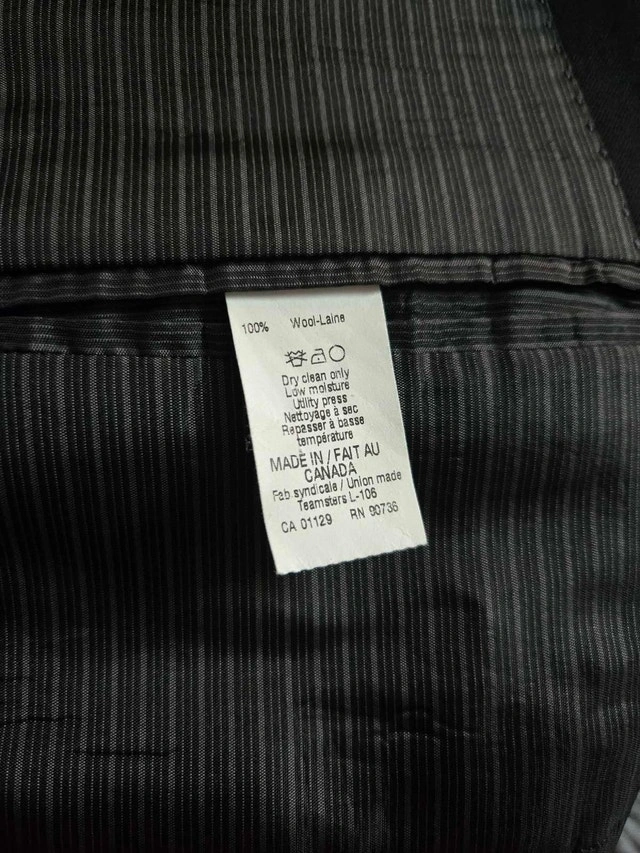 100% Wool-Laine
Dry clean only
Low moisture
Utility press
Nettoyage à sec
Repasser à basse
température
MADE IN / FAIT AU
CANADA
Fab syndicale / Union made
Teamsters L-106
CA 01129 RN 90736